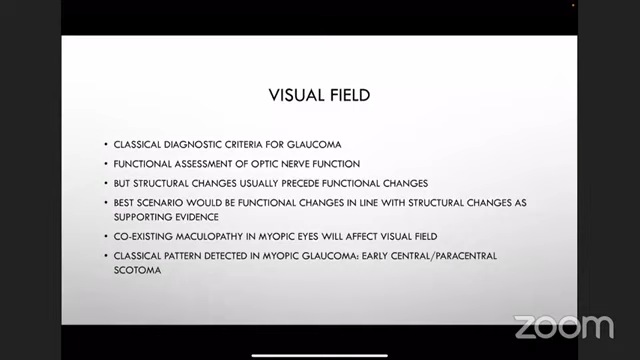 VISUAL FIELD
• CLASSICAL DIAGNOSTIC CRITERIA FOR GLAUCOMA
• FUNCTIONAL ASSESSMENT OF OPTIC NERVE FUNCTION
• BUT STRUCTURAL CHANGES USUALLY PRECEDE FUNCTIONAL CHANGES
• BEST SCENARIO WOULD BE FUNCTIONAL CHANGES IN LINE WITH STRUCTURAL CHANGES AS
SUPPORTING EVIDENCE
• CO-EXISTING MACULOPATHY IN MYOPIC EYES WILL AFFECT VISUAL FIELD
• CLASSICAL PATTERN DETECTED IN MYOPIC GLAUCOMA: EARLY CENTRAL/PARACENTRAL
SCOTOMA
zoom